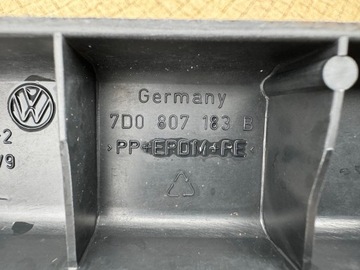 Germany
7D0 807 183 B
>PP+EPDM+PE<